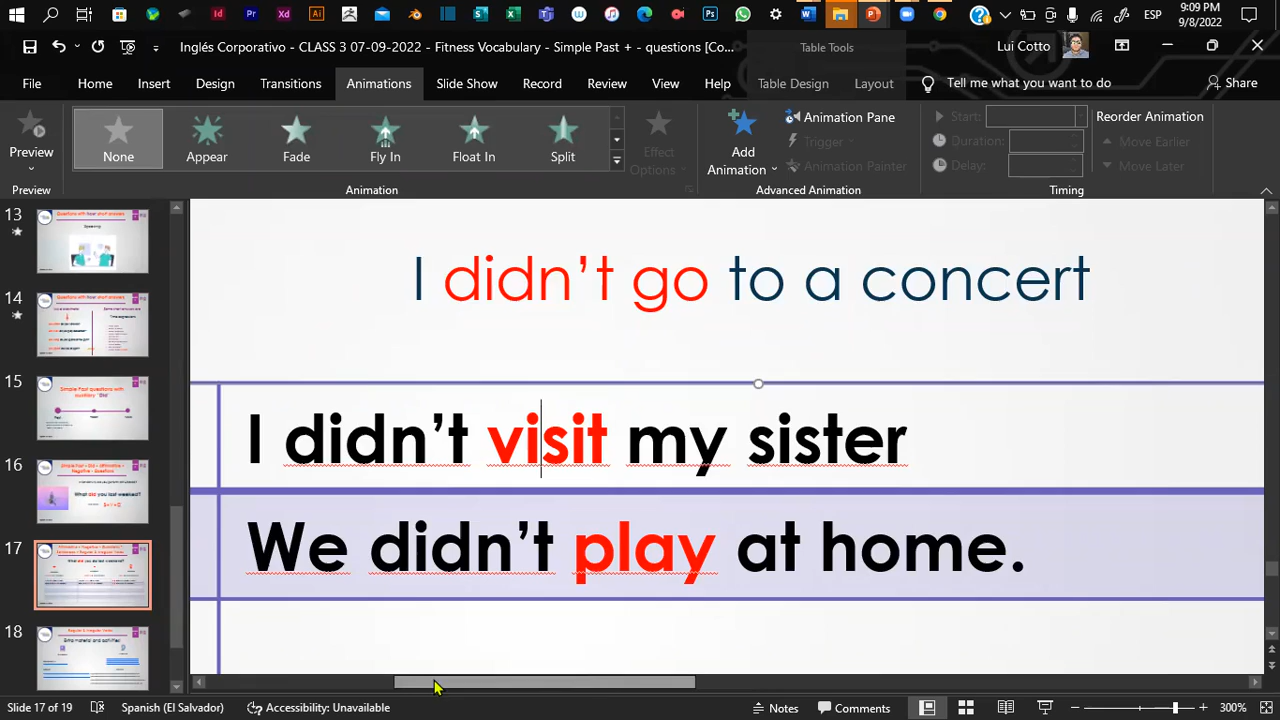 9:09
ESP
9/8/2022
Inglés Corporativo - CLASS 3 07-09-2022 - Fitness Vocabulary - Simple Past + - questions [Co...
Table Tools
Lui Cotto
File
Home
Insert
Design
Transitions
Animations
Slide Show
Record
Review
View
Help
Table Design
Layout
Tell me what you want to do
Share
Preview
None
Appear
Fade
Fly In
Float In
Split
Effect
Options
Add
Animation
Animation Pane
Trigger
Animation Painter
Start:
Duration:
Delay:
Reorder Animation
Move Earlier
Move Later
Preview
Animation
Advanced Animation
Timing
13
14
15
16
17
What did you last weeked?
I didn't go to a concert
I didn't visit my sister
We didn't play at home.
Slide 17 of 19
Spanish (El Salvador)
Accessibility: Unavailable
Notes
Comments
300%